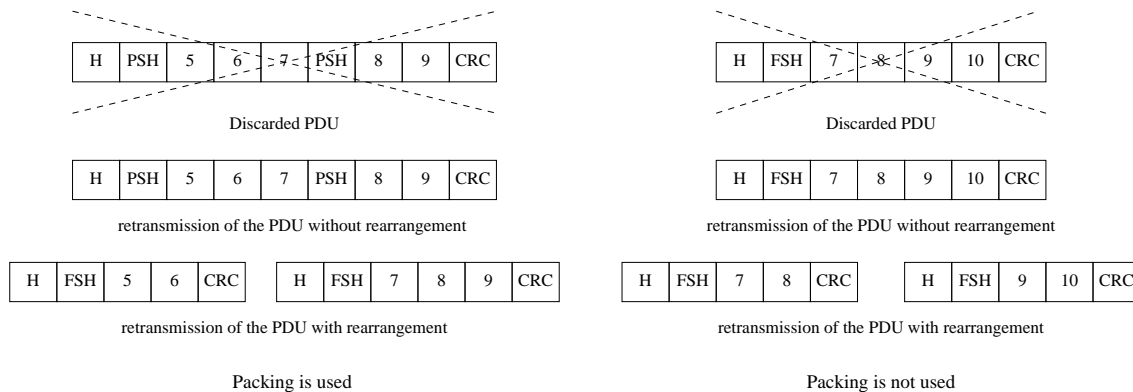 H PSH 5 6 7 PSH 8 9 CRC
Discarded PDU
H PSH 5 6 7 PSH 8 9 CRC
retransmission of the PDU without rearrangement
H FSH 5 6 CRC H FSH 7 8 9 CRC
retransmission of the PDU with rearrangement
Packing is used
H FSH 7 8 9 10 CRC
Discarded PDU
H FSH 7 8 9 10 CRC
retransmission of the PDU without rearrangement
H FSH 7 8 CRC H FSH 9 10 CRC
retransmission of the PDU with rearrangement
Packing is not used